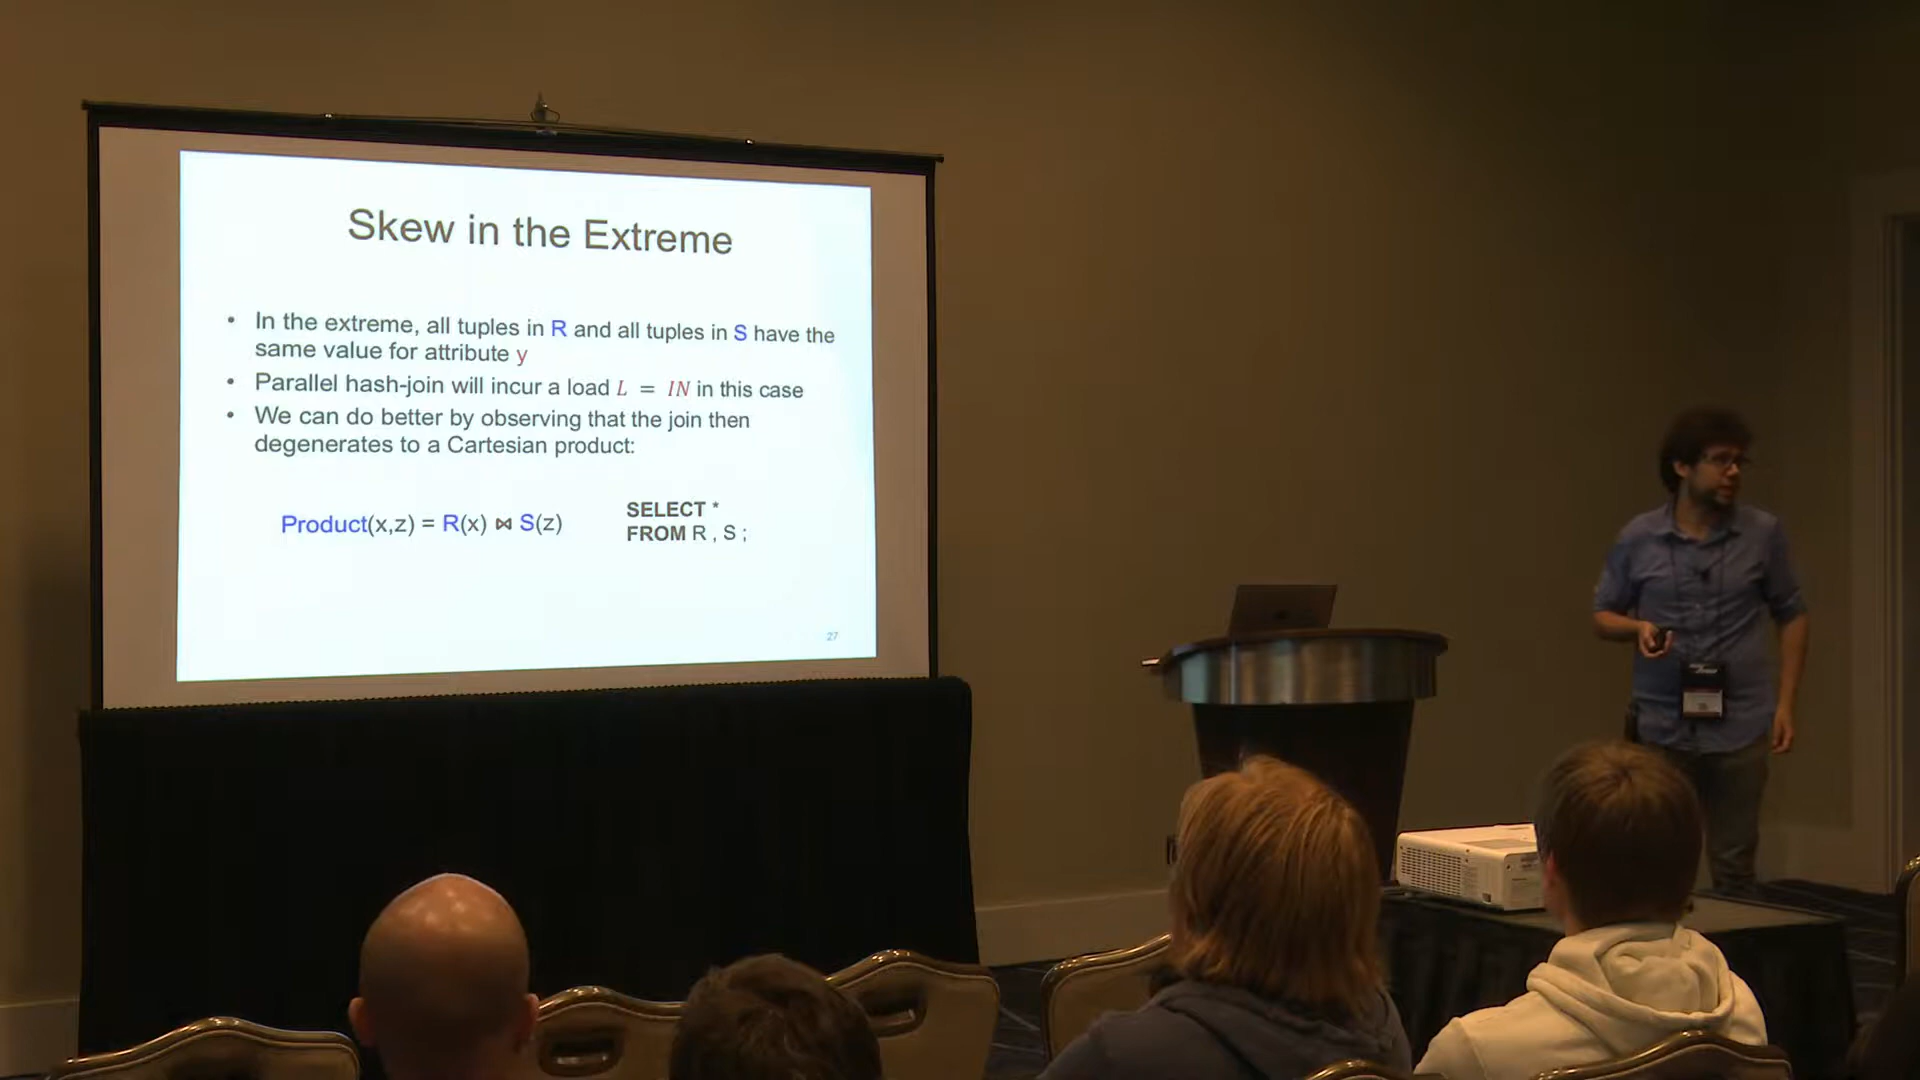 Skew in the Extreme
• In the extreme, all tuples in R and all tuples in S have the
same value for attribute y
• Parallel hash-join will incur a load L = IN in this case
• We can do better by observing that the join then
degenerates to a Cartesian product:
Product(x,z) = R(x) ⋈ S(z)
SELECT *
FROM R , S ;
27